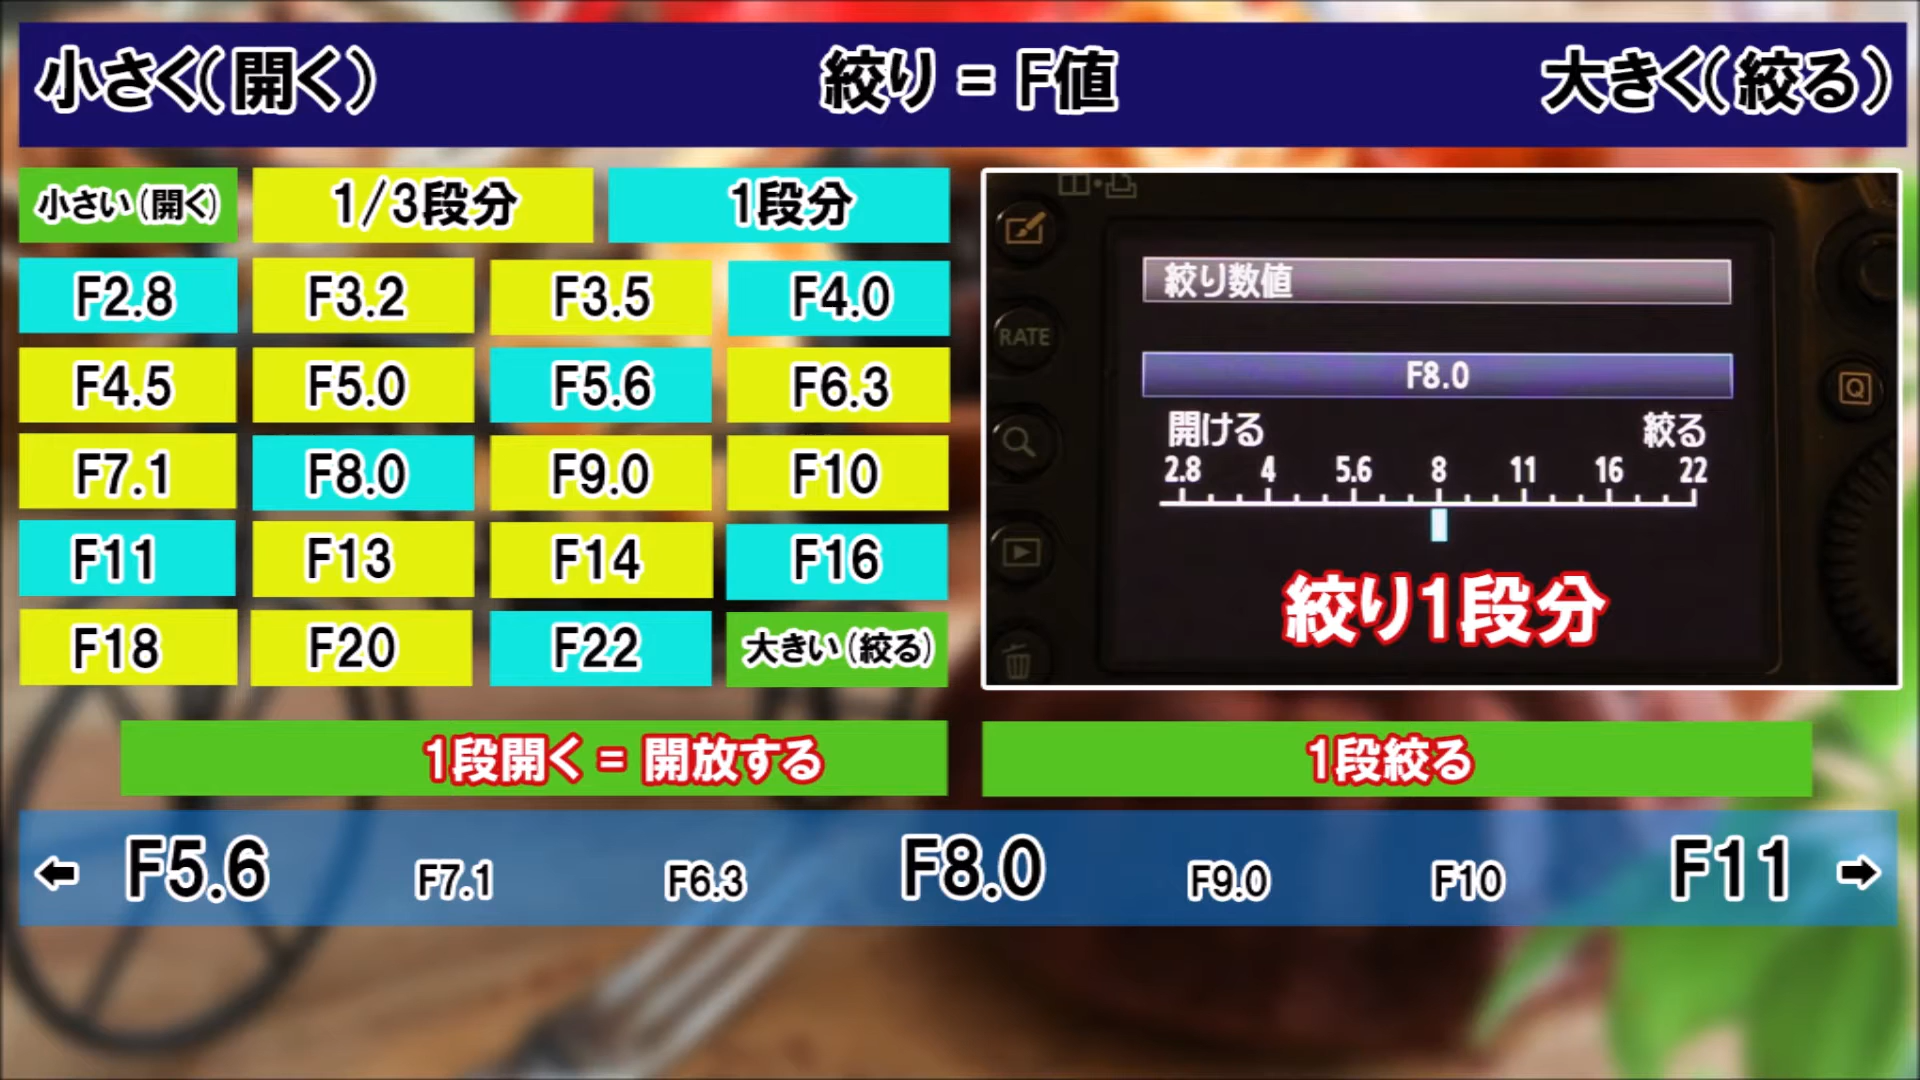 小さく(開く)
絞り = F値
大きく(絞る)
小さい(開く)
1/3段分
1段分
F2.8
F3.2
F3.5
F4.0
F4.5
F5.0
F5.6
F6.3
F7.1
F8.0
F9.0
F10
F11
F13
F14
F16
F18
F20
F22
大きい(絞る)
RATE
Q
絞り数値
F8.0
開ける
絞る
2.8 4 5.6 8 11 16 22
絞り1段分
1段開く = 開放する
1段絞る
← F5.6 F7.1 F6.3 F8.0 F9.0 F10 F11 →